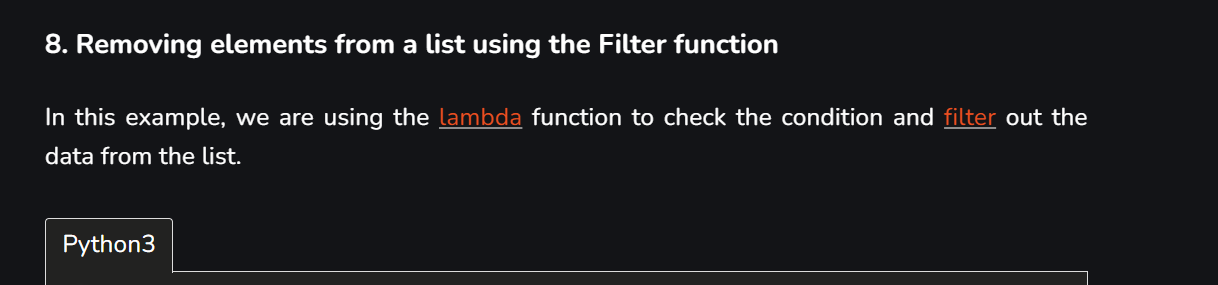 8. Removing elements from a list using the Filter function
In this example, we are using the lambda function to check the condition and filter out the
data from the list.
Python3